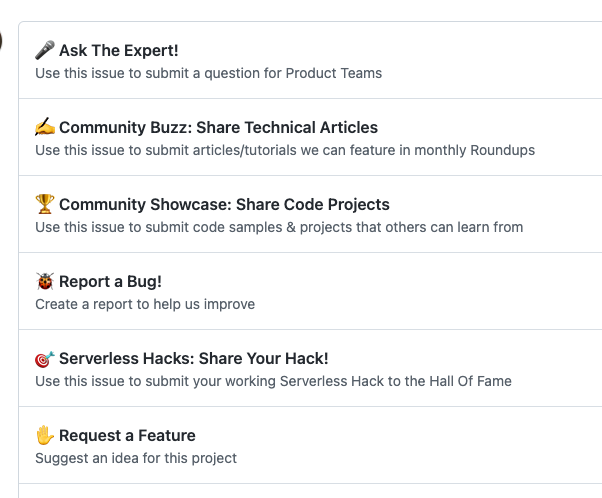 🎤 Ask The Expert!
Use this issue to submit a question for Product Teams
✍️ Community Buzz: Share Technical Articles
Use this issue to submit articles/tutorials we can feature in monthly Roundups
🏆 Community Showcase: Share Code Projects
Use this issue to submit code samples & projects that others can learn from
🐞 Report a Bug!
Create a report to help us improve
🎯 Serverless Hacks: Share Your Hack!
Use this issue to submit your working Serverless Hack to the Hall Of Fame
✋ Request a Feature
Suggest an idea for this project